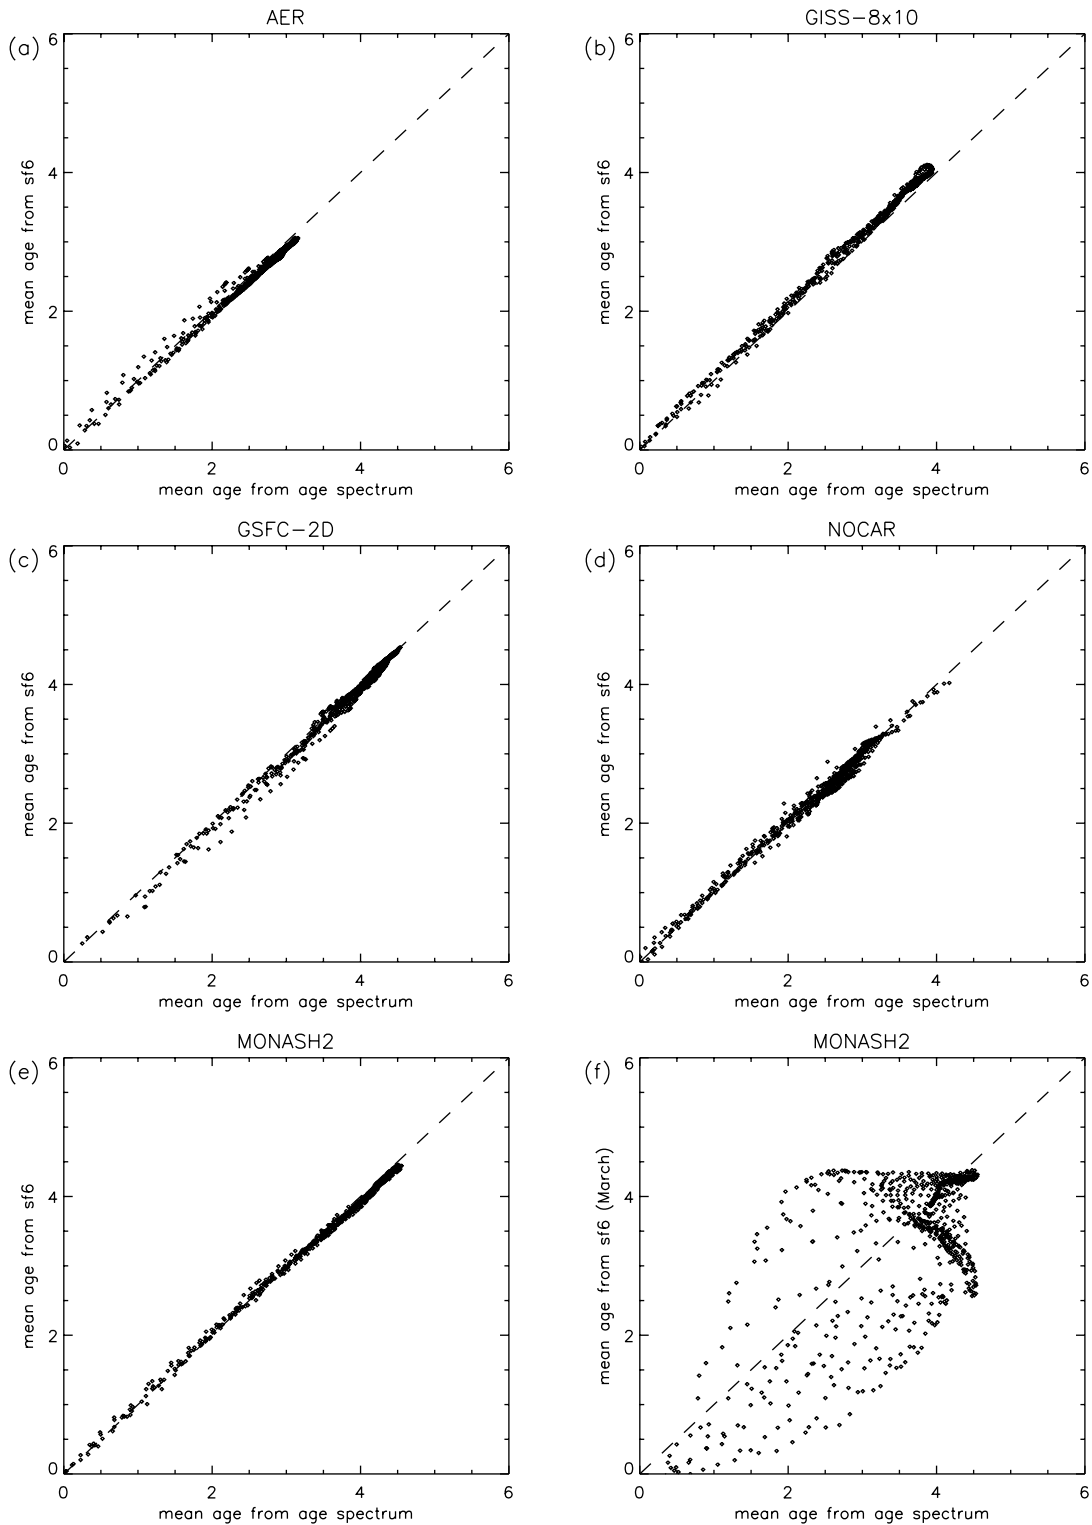 AER
(a)
6
4
2
0
mean age from sf6
0 2 4 6
mean age from age spectrum
GISS-8x10
(b)
6
4
2
0
mean age from sf6
0 2 4 6
mean age from age spectrum
GSFC-2D
(c)
6
4
2
0
mean age from sf6
0 2 4 6
mean age from age spectrum
NOCAR
(d)
6
4
2
0
mean age from sf6
0 2 4 6
mean age from age spectrum
MONASH2
(e)
6
4
2
0
mean age from sf6
0 2 4 6
mean age from age spectrum
MONASH2
(f)
6
4
2
0
mean age from sf6 (March)
0 2 4 6
mean age from age spectrum